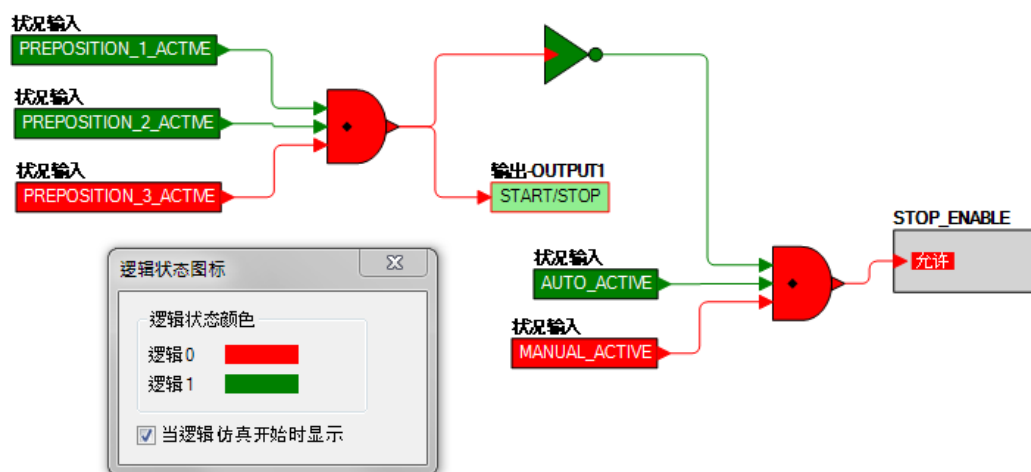 状况输入
PREPOSITION_1_ACTIVE
状况输入
PREPOSITION_2_ACTIVE
状况输入
PREPOSITION_3_ACTIVE
输出-OUTPUT1
START/STOP
状况输入
AUTO_ACTIVE
状况输入
MANUAL_ACTIVE
STOP_ENABLE
允许
逻辑状态图标
逻辑状态颜色
逻辑0
逻辑1
当逻辑仿真开始时显示